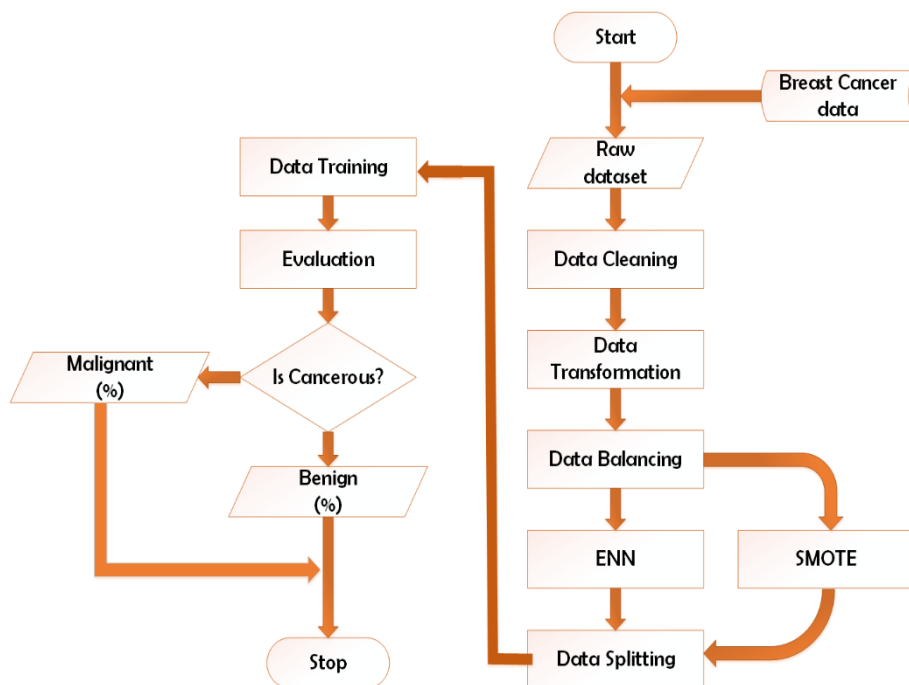 Start
Breast Cancer
data
Raw
dataset
Data Cleaning
Data
Transformation
Data Balancing
ENN
SMOTE
Data Splitting
Data Training
Evaluation
Is Cancerous?
Malignant
(%)
Benign
(%)
Stop